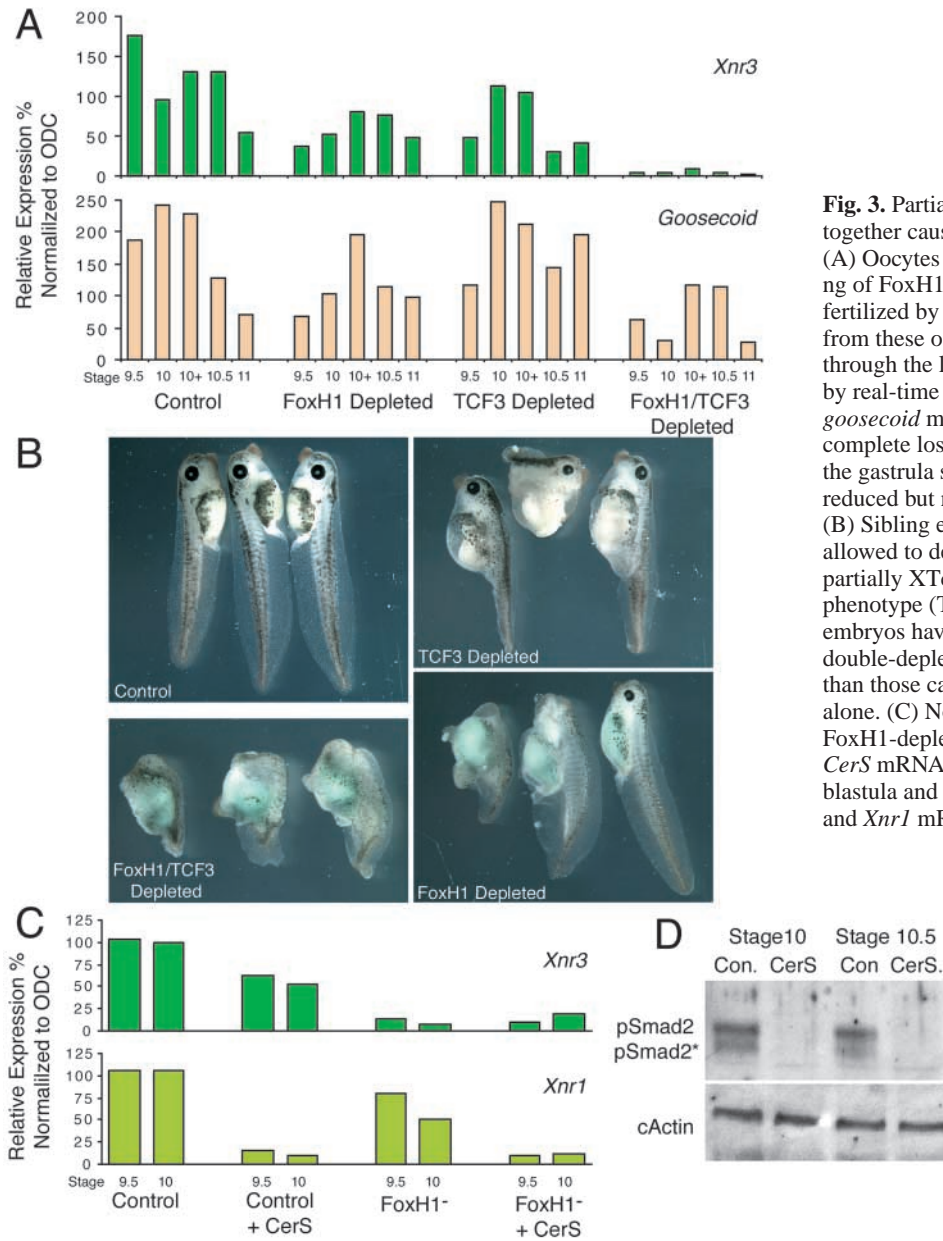 A
Relative Expression %
Normalilzed to ODC
200
150
100
50
0
Xnr3
250
200
150
100
50
0
Goosecoid
Stage 9.5 10 10+ 10.5 11 9.5 10 10+ 10.5 11 9.5 10 10+ 10.5 11 9.5 10 10+ 10.5 11
Control FoxH1 Depleted TCF3 Depleted FoxH1/TCF3
Depleted
B
Control
TCF3 Depleted
FoxH1/TCF3
Depleted
FoxH1 Depleted
C
Relative Expression %
Normalilzed to ODC
125
100
75
50
25
0
Xnr3
125
100
75
50
25
0
Xnr1
Stage 9.5 10 9.5 10 9.5 10 9.5 10
Control Control FoxH1- FoxH1-
+ CerS + CerS
D
Stage10 Stage 10.5
Con. CerS Con CerS.
pSmad2
pSmad2*
cActin
Fig. 3. Partia
together caus
(A) Oocytes
ng of FoxH1
fertilized by
from these o
through the l
by real-time
goosecoid m
complete los
the gastrula s
reduced but r
(B) Sibling e
allowed to de
partially XTc
phenotype (T
embryos hav
double-deple
than those ca
alone. (C) No
FoxH1-deple
CerS mRNA
blastula and
and Xnr1 mR